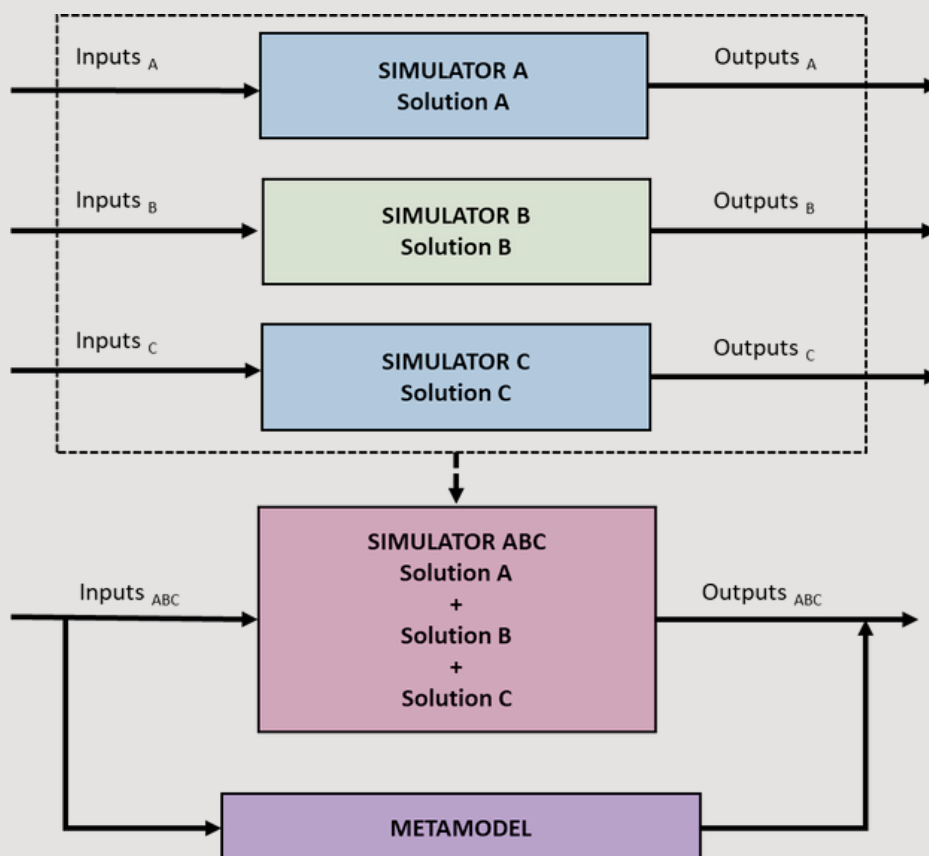 Inputs A
SIMULATOR A
Solution A
Outputs A
Inputs B
SIMULATOR B
Solution B
Outputs B
Inputs C
SIMULATOR C
Solution C
Outputs C
Inputs ABC
SIMULATOR ABC
Solution A
+
Solution B
+
Solution C
Outputs ABC
METAMODEL